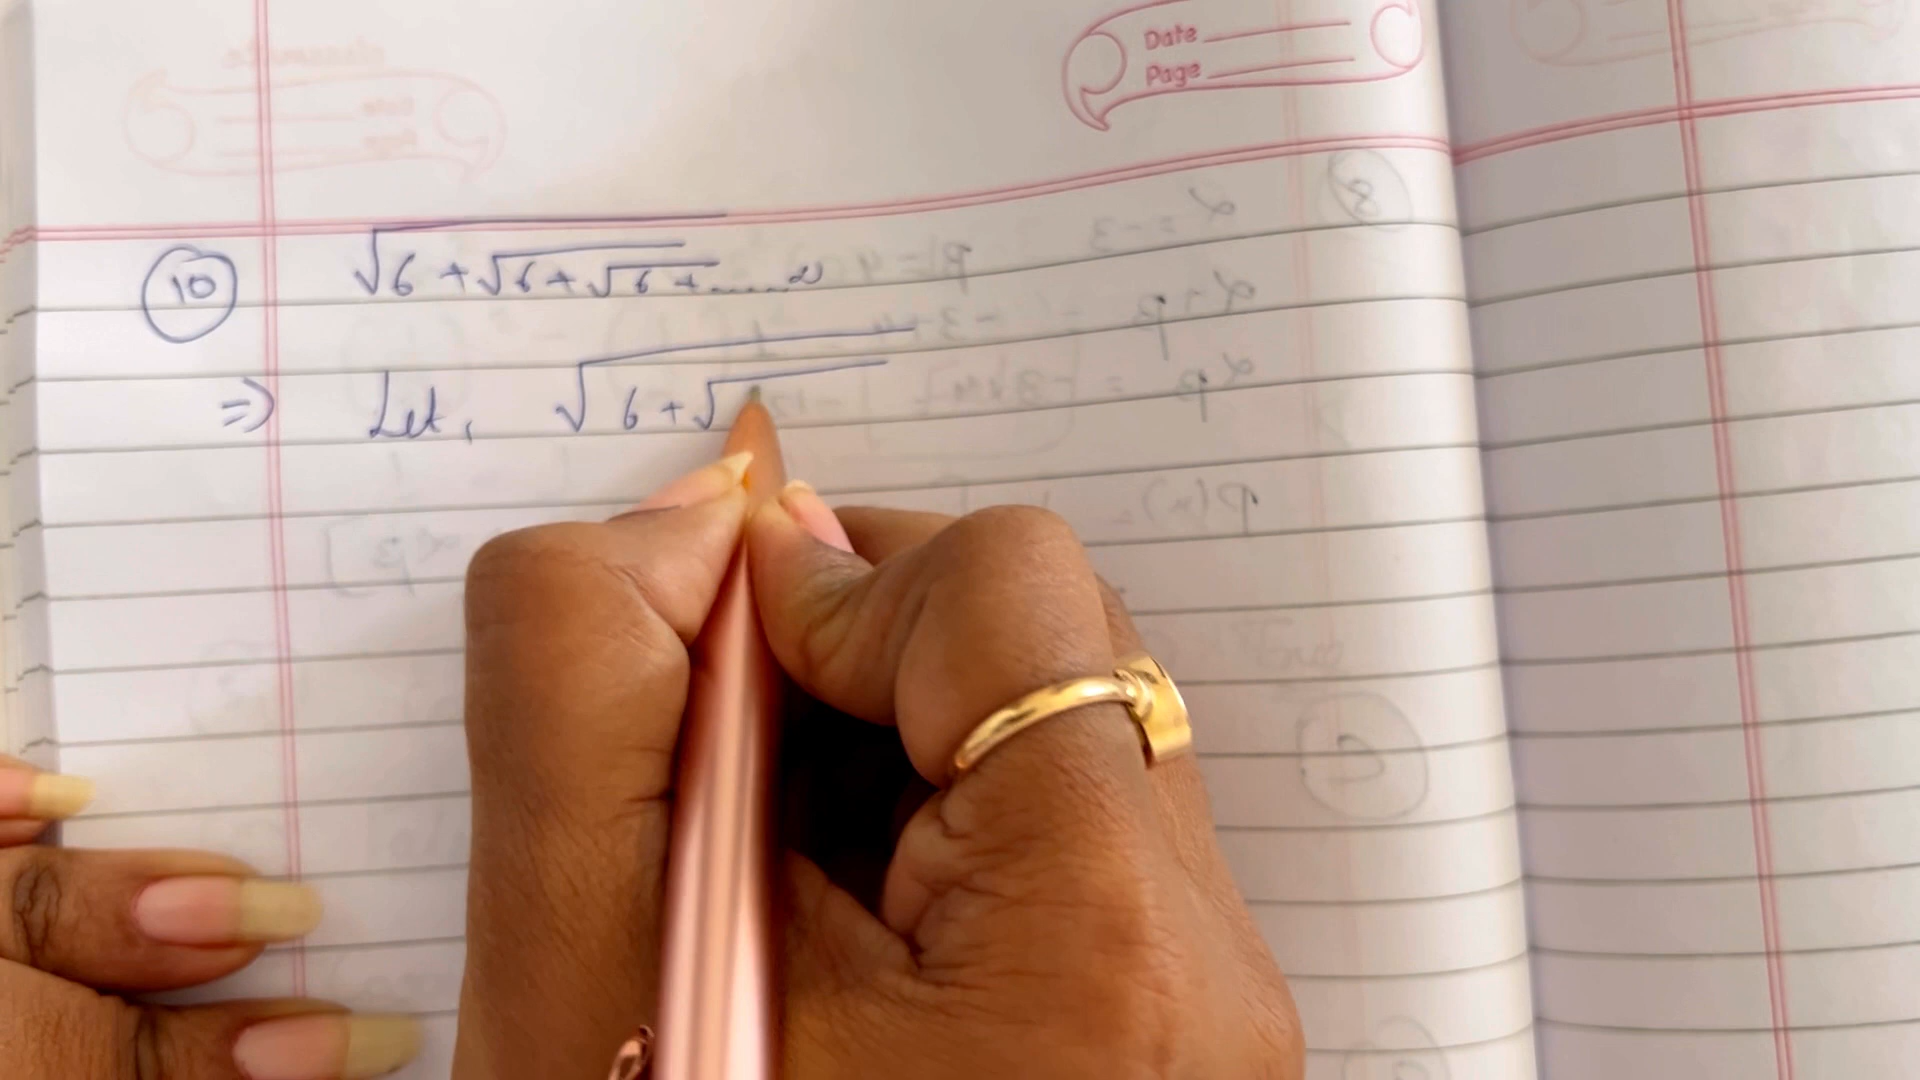 Date
Page
10 √6+√6+√6+.....∞
⇒ Let, √6+√